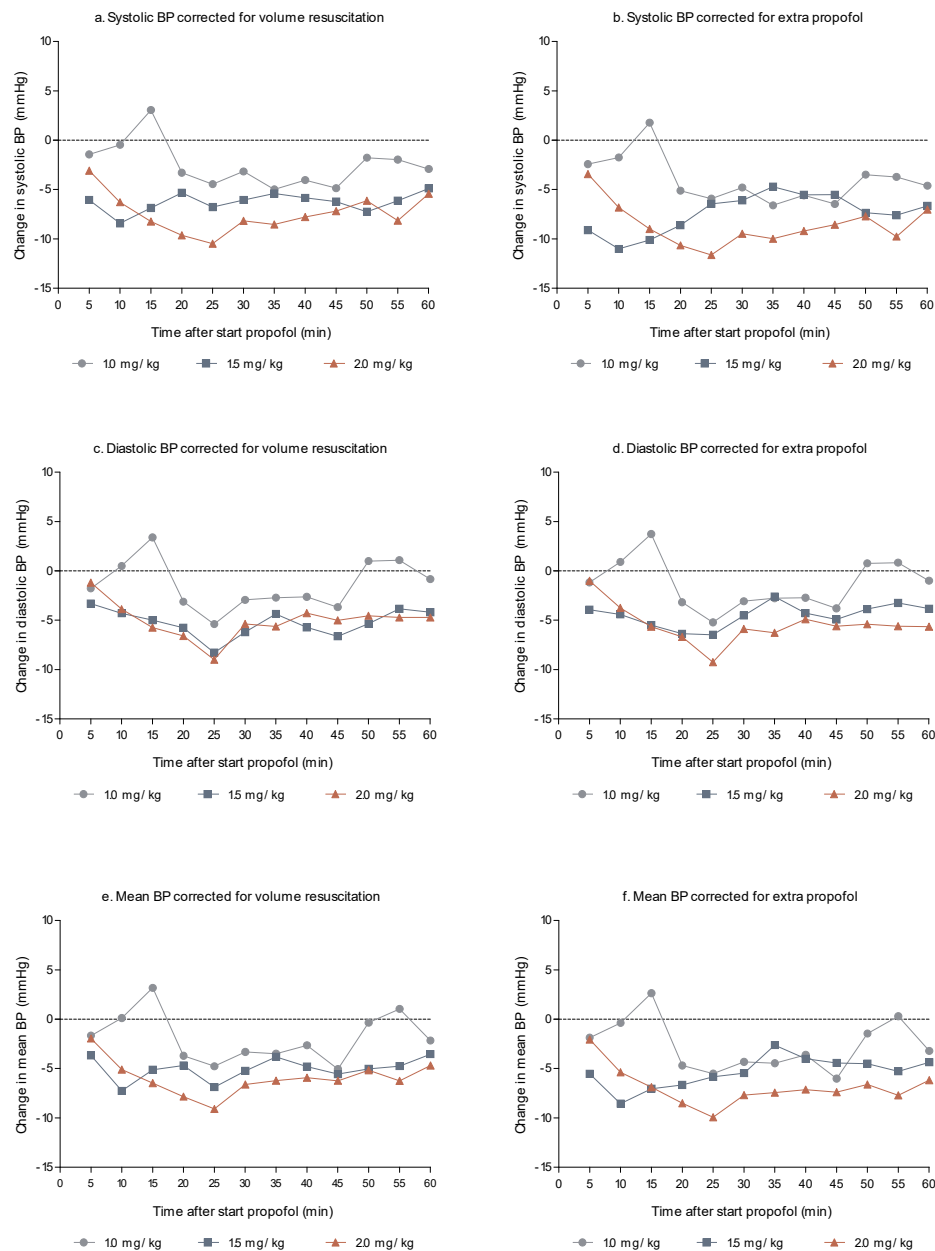 a. Systolic BP corrected for volume resuscitation
10
5
0
-5
-10
-15
Change in systolic BP (mmHg)
0 5 10 15 20 25 30 35 40 45 50 55 60
Time after start propofol (min)
1.0 mg/kg 1.5 mg/kg 2.0 mg/kg
b. Systolic BP corrected for extra propofol
10
5
0
-5
-10
-15
Change in systolic BP (mmHg)
0 5 10 15 20 25 30 35 40 45 50 55 60
Time after start propofol (min)
1.0 mg/kg 1.5 mg/kg 2.0 mg/kg
c. Diastolic BP corrected for volume resuscitation
10
5
0
-5
-10
-15
Change in diastolic BP (mmHg)
0 5 10 15 20 25 30 35 40 45 50 55 60
Time after start propofol (min)
1.0 mg/kg 1.5 mg/kg 2.0 mg/kg
d. Diastolic BP corrected for extra propofol
10
5
0
-5
-10
-15
Change in diastolic BP (mmHg)
0 5 10 15 20 25 30 35 40 45 50 55 60
Time after start propofol (min)
1.0 mg/kg 1.5 mg/kg 2.0 mg/kg
e. Mean BP corrected for volume resuscitation
10
5
0
-5
-10
-15
Change in mean BP (mmHg)
0 5 10 15 20 25 30 35 40 45 50 55 60
Time after start propofol (min)
1.0 mg/kg 1.5 mg/kg 2.0 mg/kg
f. Mean BP corrected for extra propofol
10
5
0
-5
-10
-15
Change in mean BP (mmHg)
0 5 10 15 20 25 30 35 40 45 50 55 60
Time after start propofol (min)
1.0 mg/kg 1.5 mg/kg 2.0 mg/kg